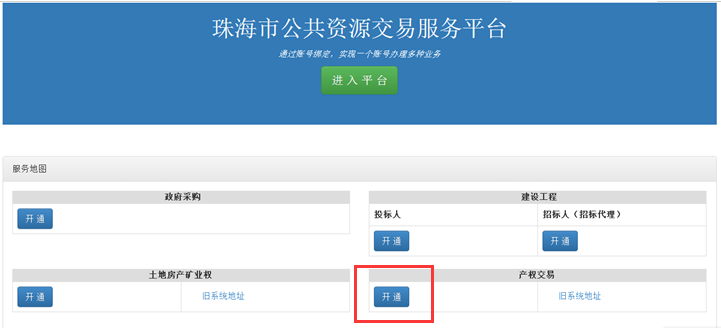 珠海市公共资源交易服务平台
通过账号绑定，实现一个账号办理多种业务
进入平台
服务地图
政府采购
开通
建设工程
投标人 招标人（招标代理）
开通 开通
土地房产矿业权
开通 旧系统地址
产权交易
开通 旧系统地址